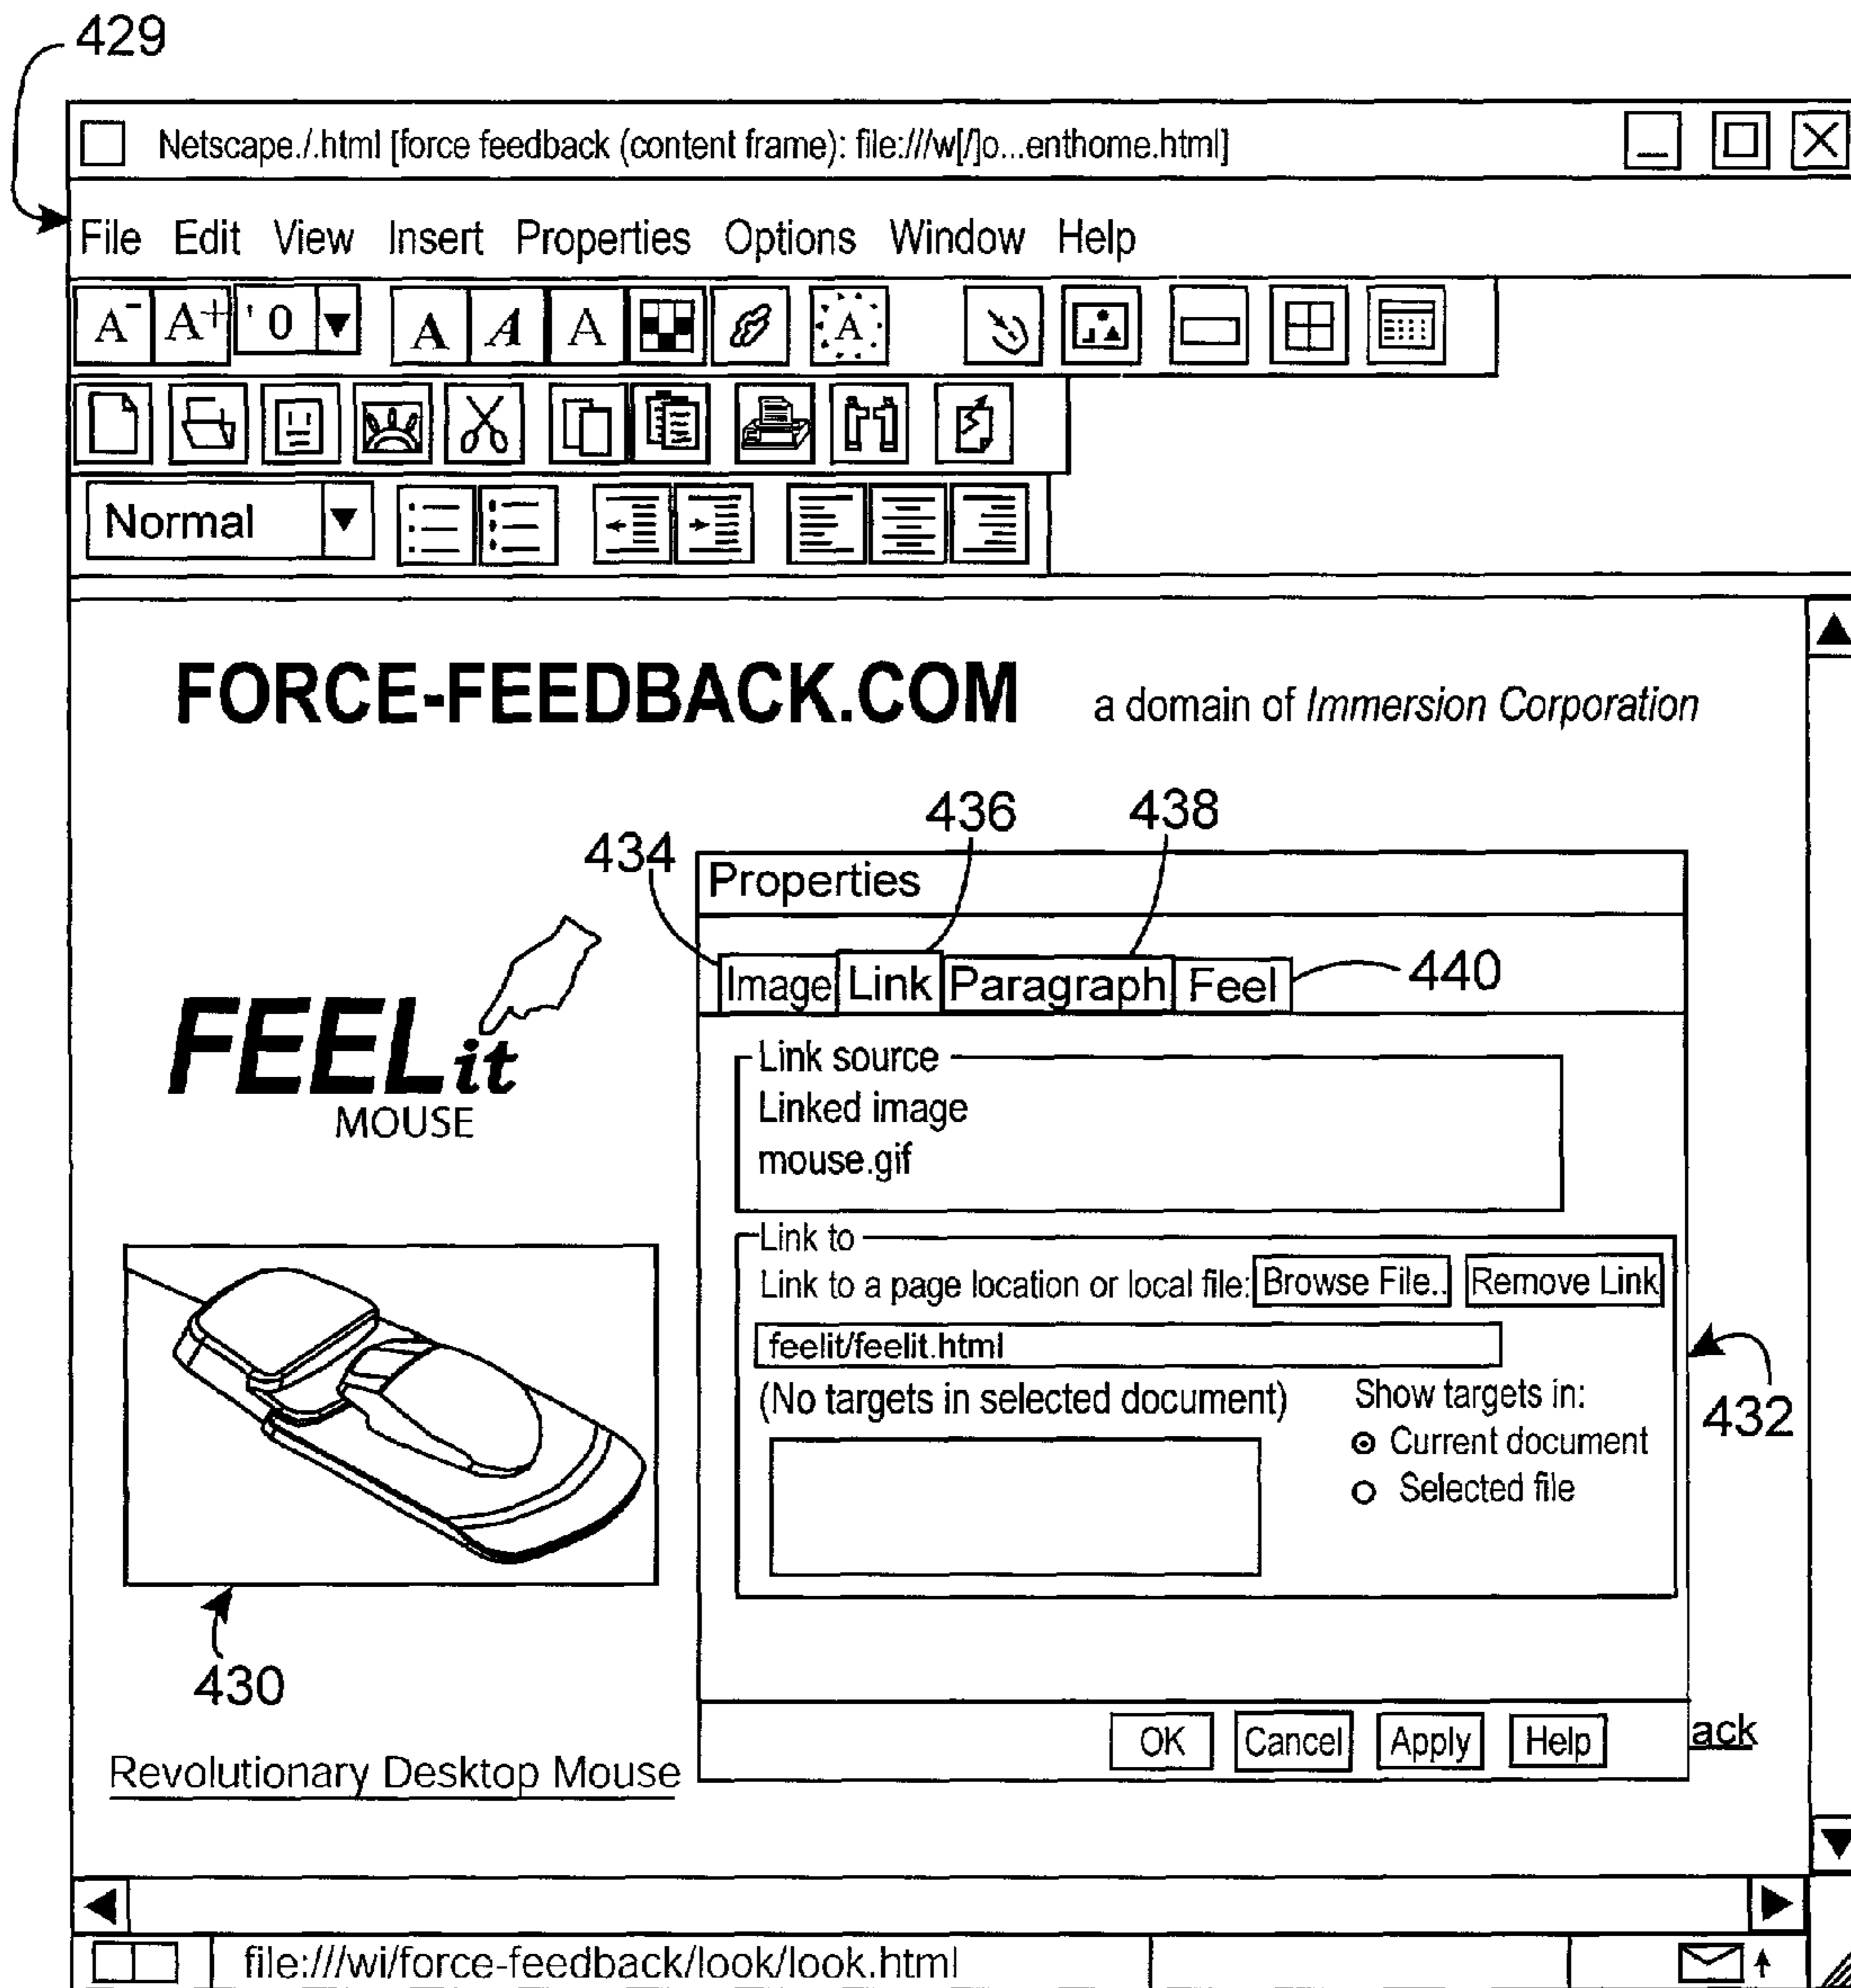 429
Netscape./.html [force feedback (content frame): file:///w[/]o...enthome.html]
File Edit View Insert Properties Options Window Help
A- A+ ' 0 A A A A
Normal
FORCE-FEEDBACK.COM a domain of Immersion Corporation
434 436 438
Properties
Image Link Paragraph Feel 440
FEELit
MOUSE
Link source
Linked image
mouse.gif
Link to
Link to a page location or local file: Browse File.. Remove Link
feelit/feelit.html
(No targets in selected document) Show targets in:
Current document
Selected file
432
430
OK Cancel Apply Help ack
Revolutionary Desktop Mouse
file:///wi/force-feedback/look/look.html